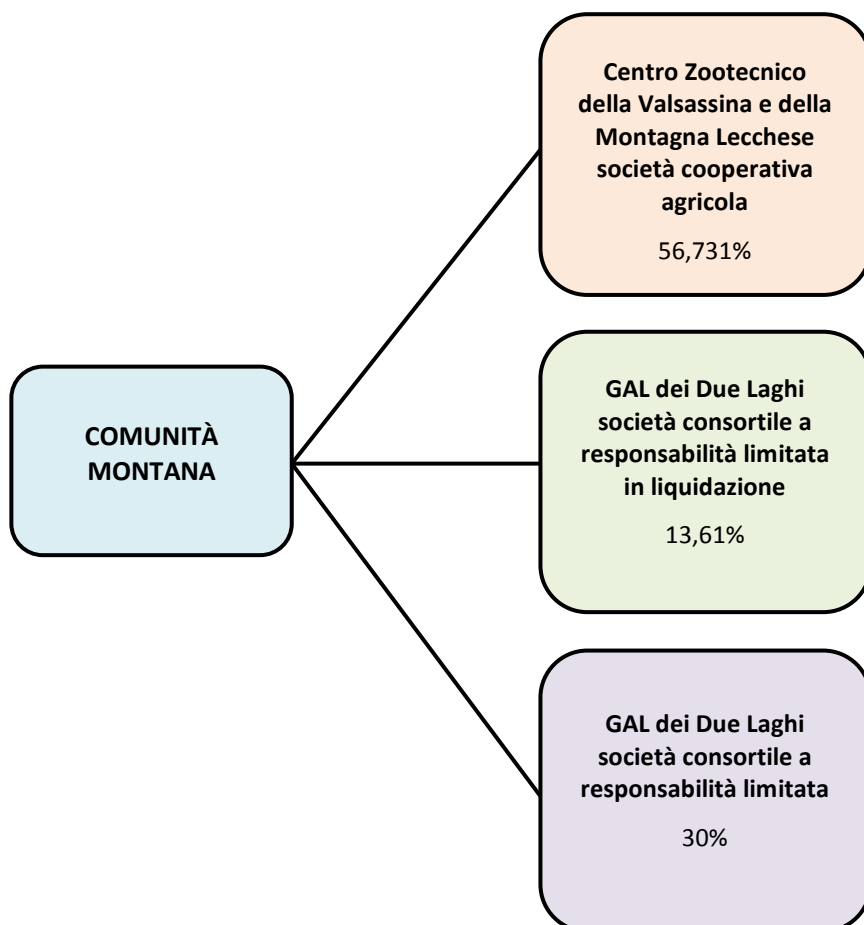 Centro Zootecnico
della Valsassina e della
Montagna Lecchese
società cooperativa
agricola
56,731%
COMUNITÀ
MONTANA
GAL dei Due Laghi
società consortile a
responsabilità limitata
in liquidazione
13,61%
GAL dei Due Laghi
società consortile a
responsabilità limitata
30%